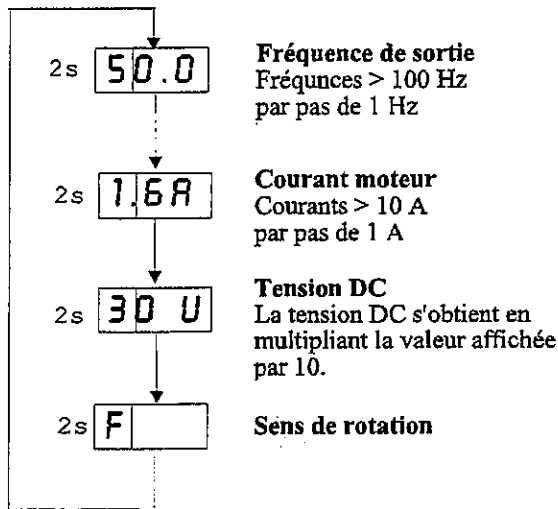 2s 50.0
Fréquence de sortie
Fréqunces > 100 Hz
par pas de 1 Hz
2s 1.6A
Courant moteur
Courants > 10 A
par pas de 1 A
2s 30 U
Tension DC
La tension DC s'obtient en
multipliant la valeur affichée
par 10.
2s F
Sens de rotation